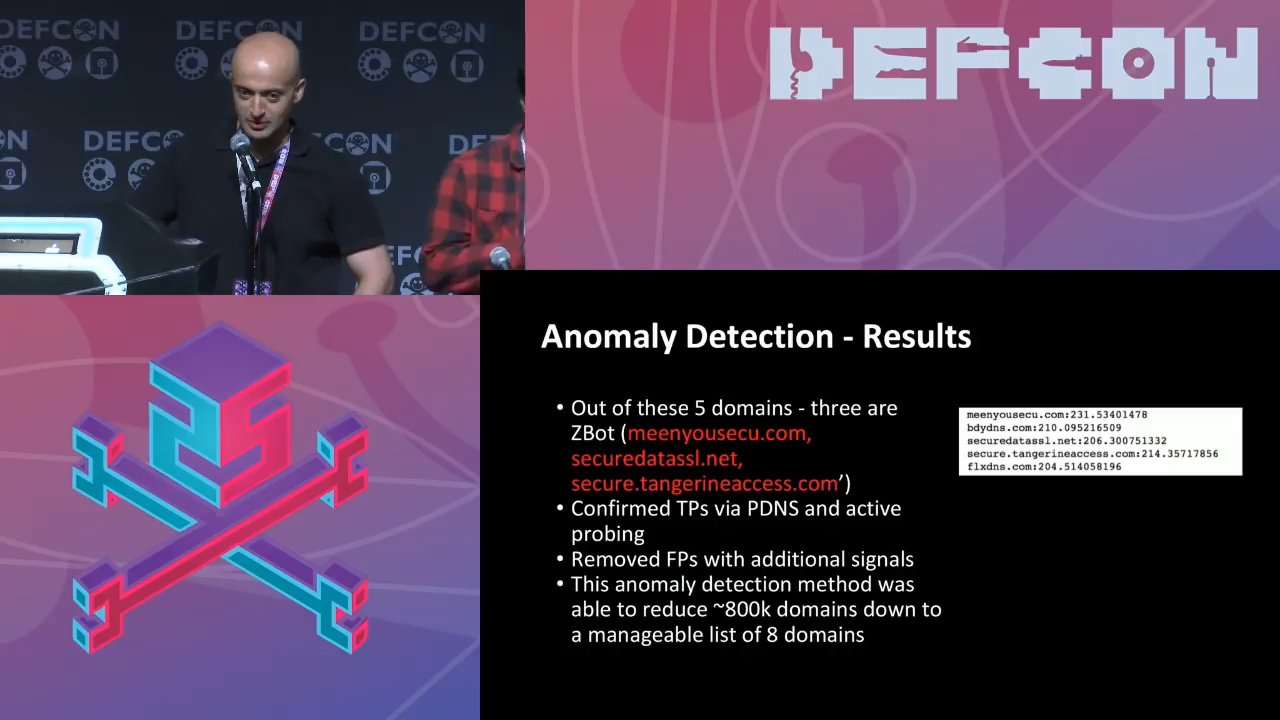 DEFCON
DEFCON
DEFCON
DEFCON
DEFCON
Anomaly Detection - Results
• Out of these 5 domains - three are
ZBot (meenyousecu.com,
securedatassl.net,
secure.tangerineaccess.com’)
• Confirmed TPs via PDNS and active
probing
• Removed FPs with additional signals
• This anomaly detection method was
able to reduce ~800k domains down to
a manageable list of 8 domains
meenyousecu.com:231.53401478
bdydns.com:210.095216509
securedatassl.net:206.300751332
secure.tangerineaccess.com:214.35717856
flxdns.com:204.514058196